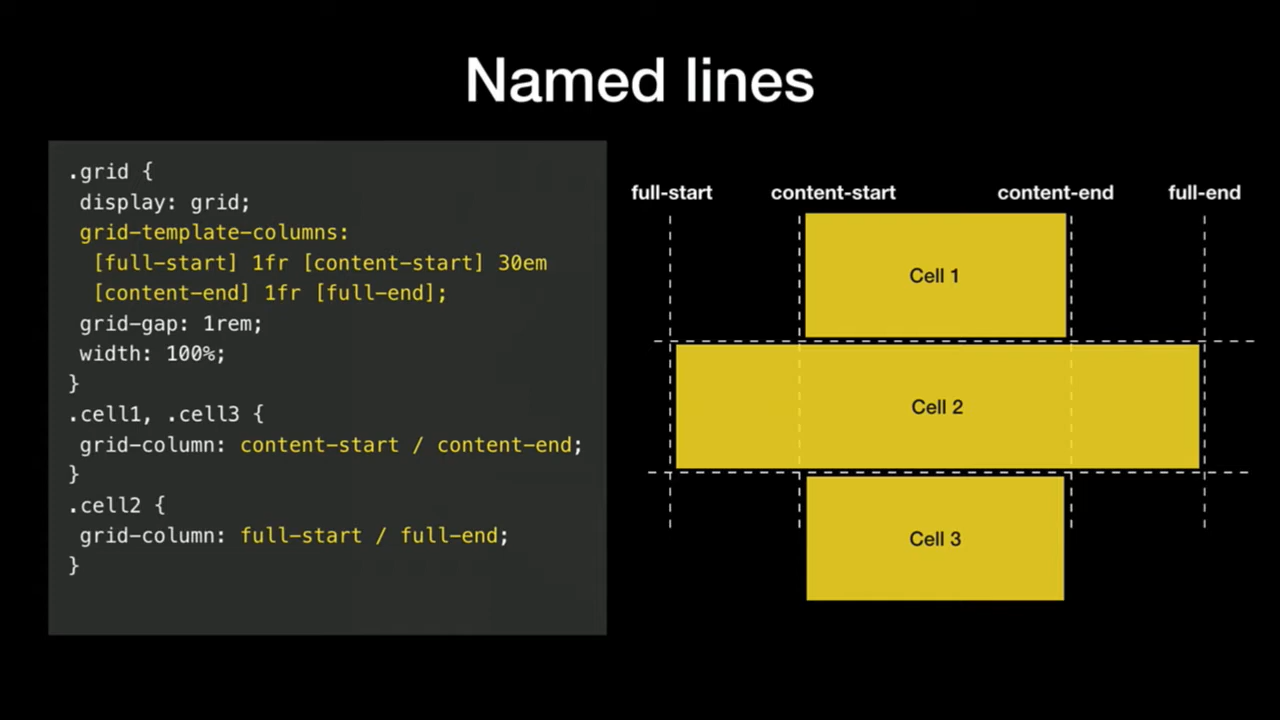 Named lines
.grid {
display: grid;
grid-template-columns:
[full-start] 1fr [content-start] 30em
[content-end] 1fr [full-end];
grid-gap: 1rem;
width: 100%;
}
.cell1, .cell3 {
grid-column: content-start / content-end;
}
.cell2 {
grid-column: full-start / full-end;
}
full-start content-start content-end full-end
Cell 1
Cell 2
Cell 3